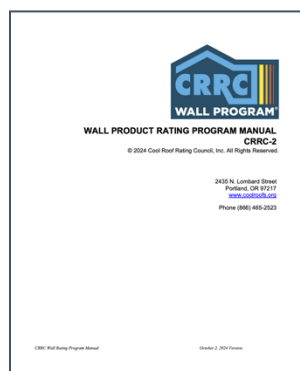 CRRC
WALL PROGRAM®
WALL PRODUCT RATING PROGRAM MANUAL
CRRC-2
© 2024 Cool Roof Rating Council, Inc. All Rights Reserved.
2435 N. Lombard Street
Portland, OR 97217
www.coolroofs.org
Phone (866) 465-2523
CRRC Wall Rating Program Manual
October 2, 2024 Version